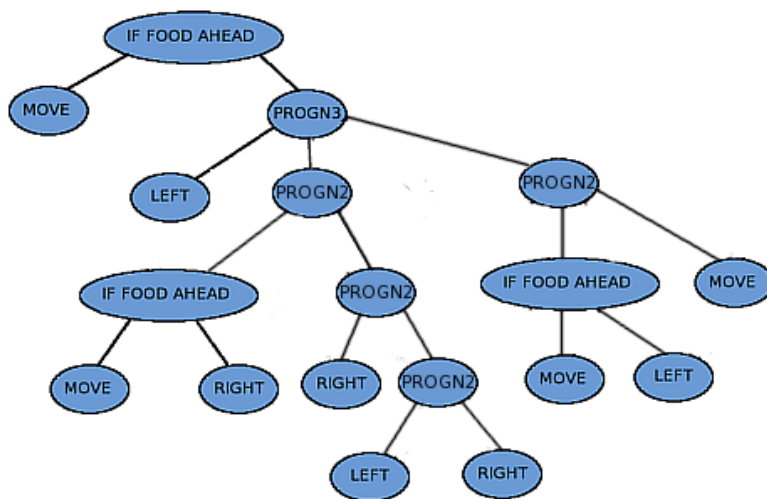 IF FOOD AHEAD
MOVE
PROGN3
LEFT
PROGN2
PROGN2
IF FOOD AHEAD
PROGN2
IF FOOD AHEAD
MOVE
MOVE
RIGHT
RIGHT
PROGN2
MOVE
LEFT
LEFT
RIGHT